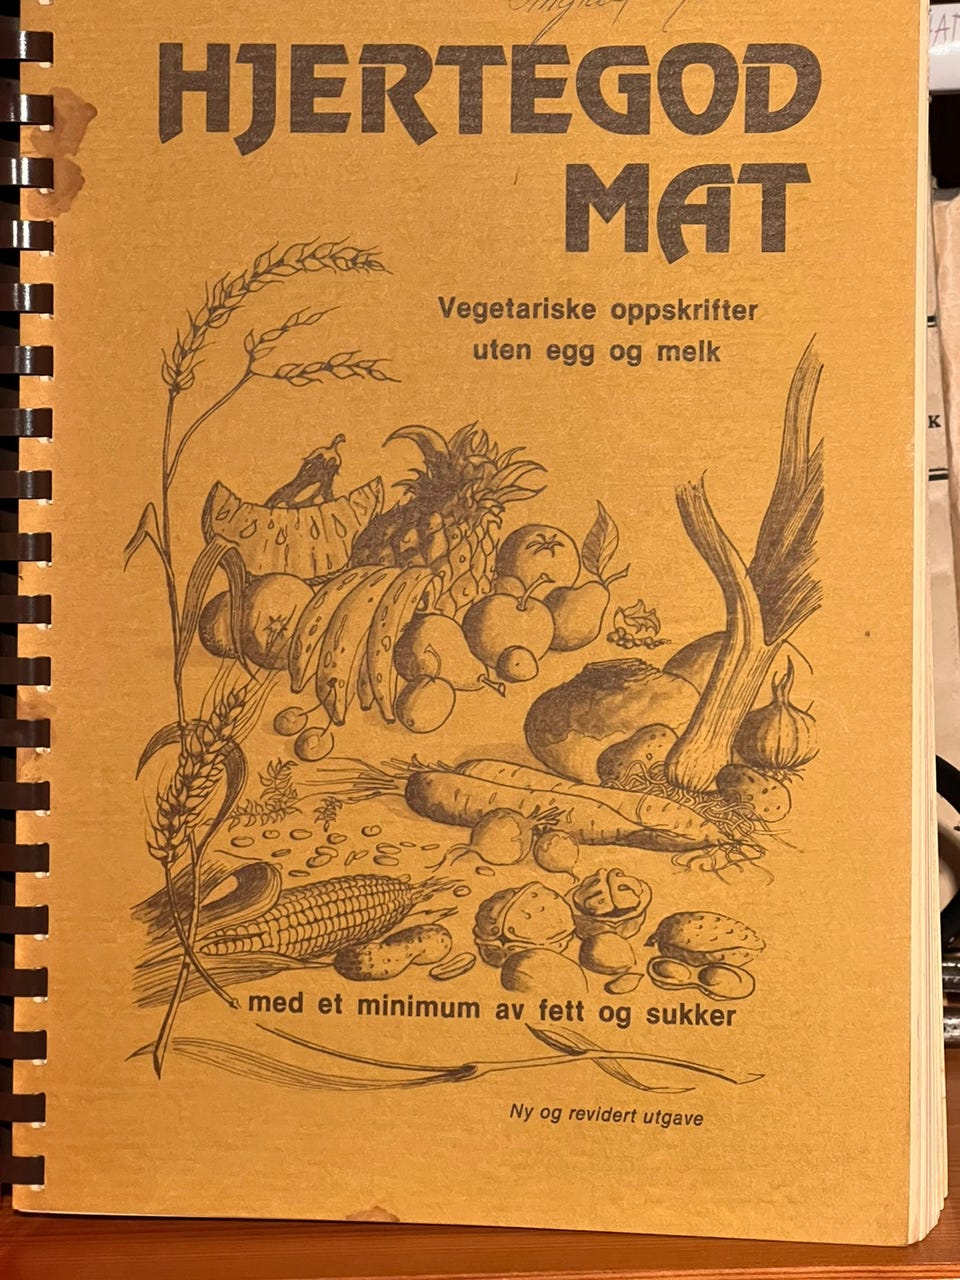 HJERTEGOD
MAT
Vegetariske oppskrifter
uten egg og melk
K
med et minimum av fett og sukker
Ny og revidert utgave